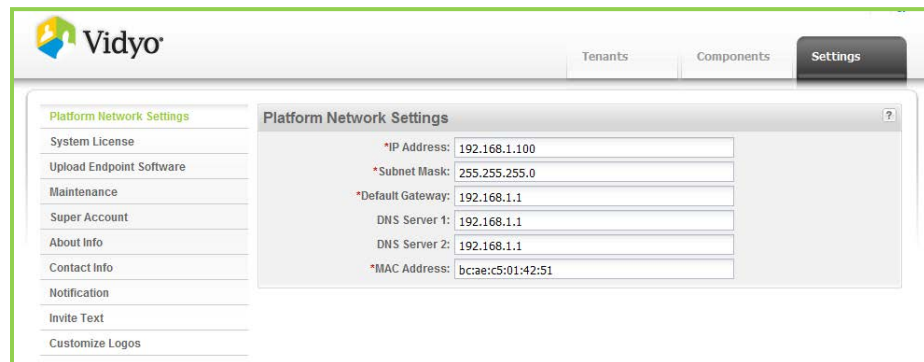 Vidyo
Tenants
Components
Settings
Platform Network Settings
System License
Upload Endpoint Software
Maintenance
Super Account
About Info
Contact Info
Notification
Invite Text
Customize Logos
Platform Network Settings
?
*IP Address: 192.168.1.100
*Subnet Mask: 255.255.255.0
*Default Gateway: 192.168.1.1
DNS Server 1: 192.168.1.1
DNS Server 2: 192.168.1.1
*MAC Address: bc:ae:c5:01:42:51